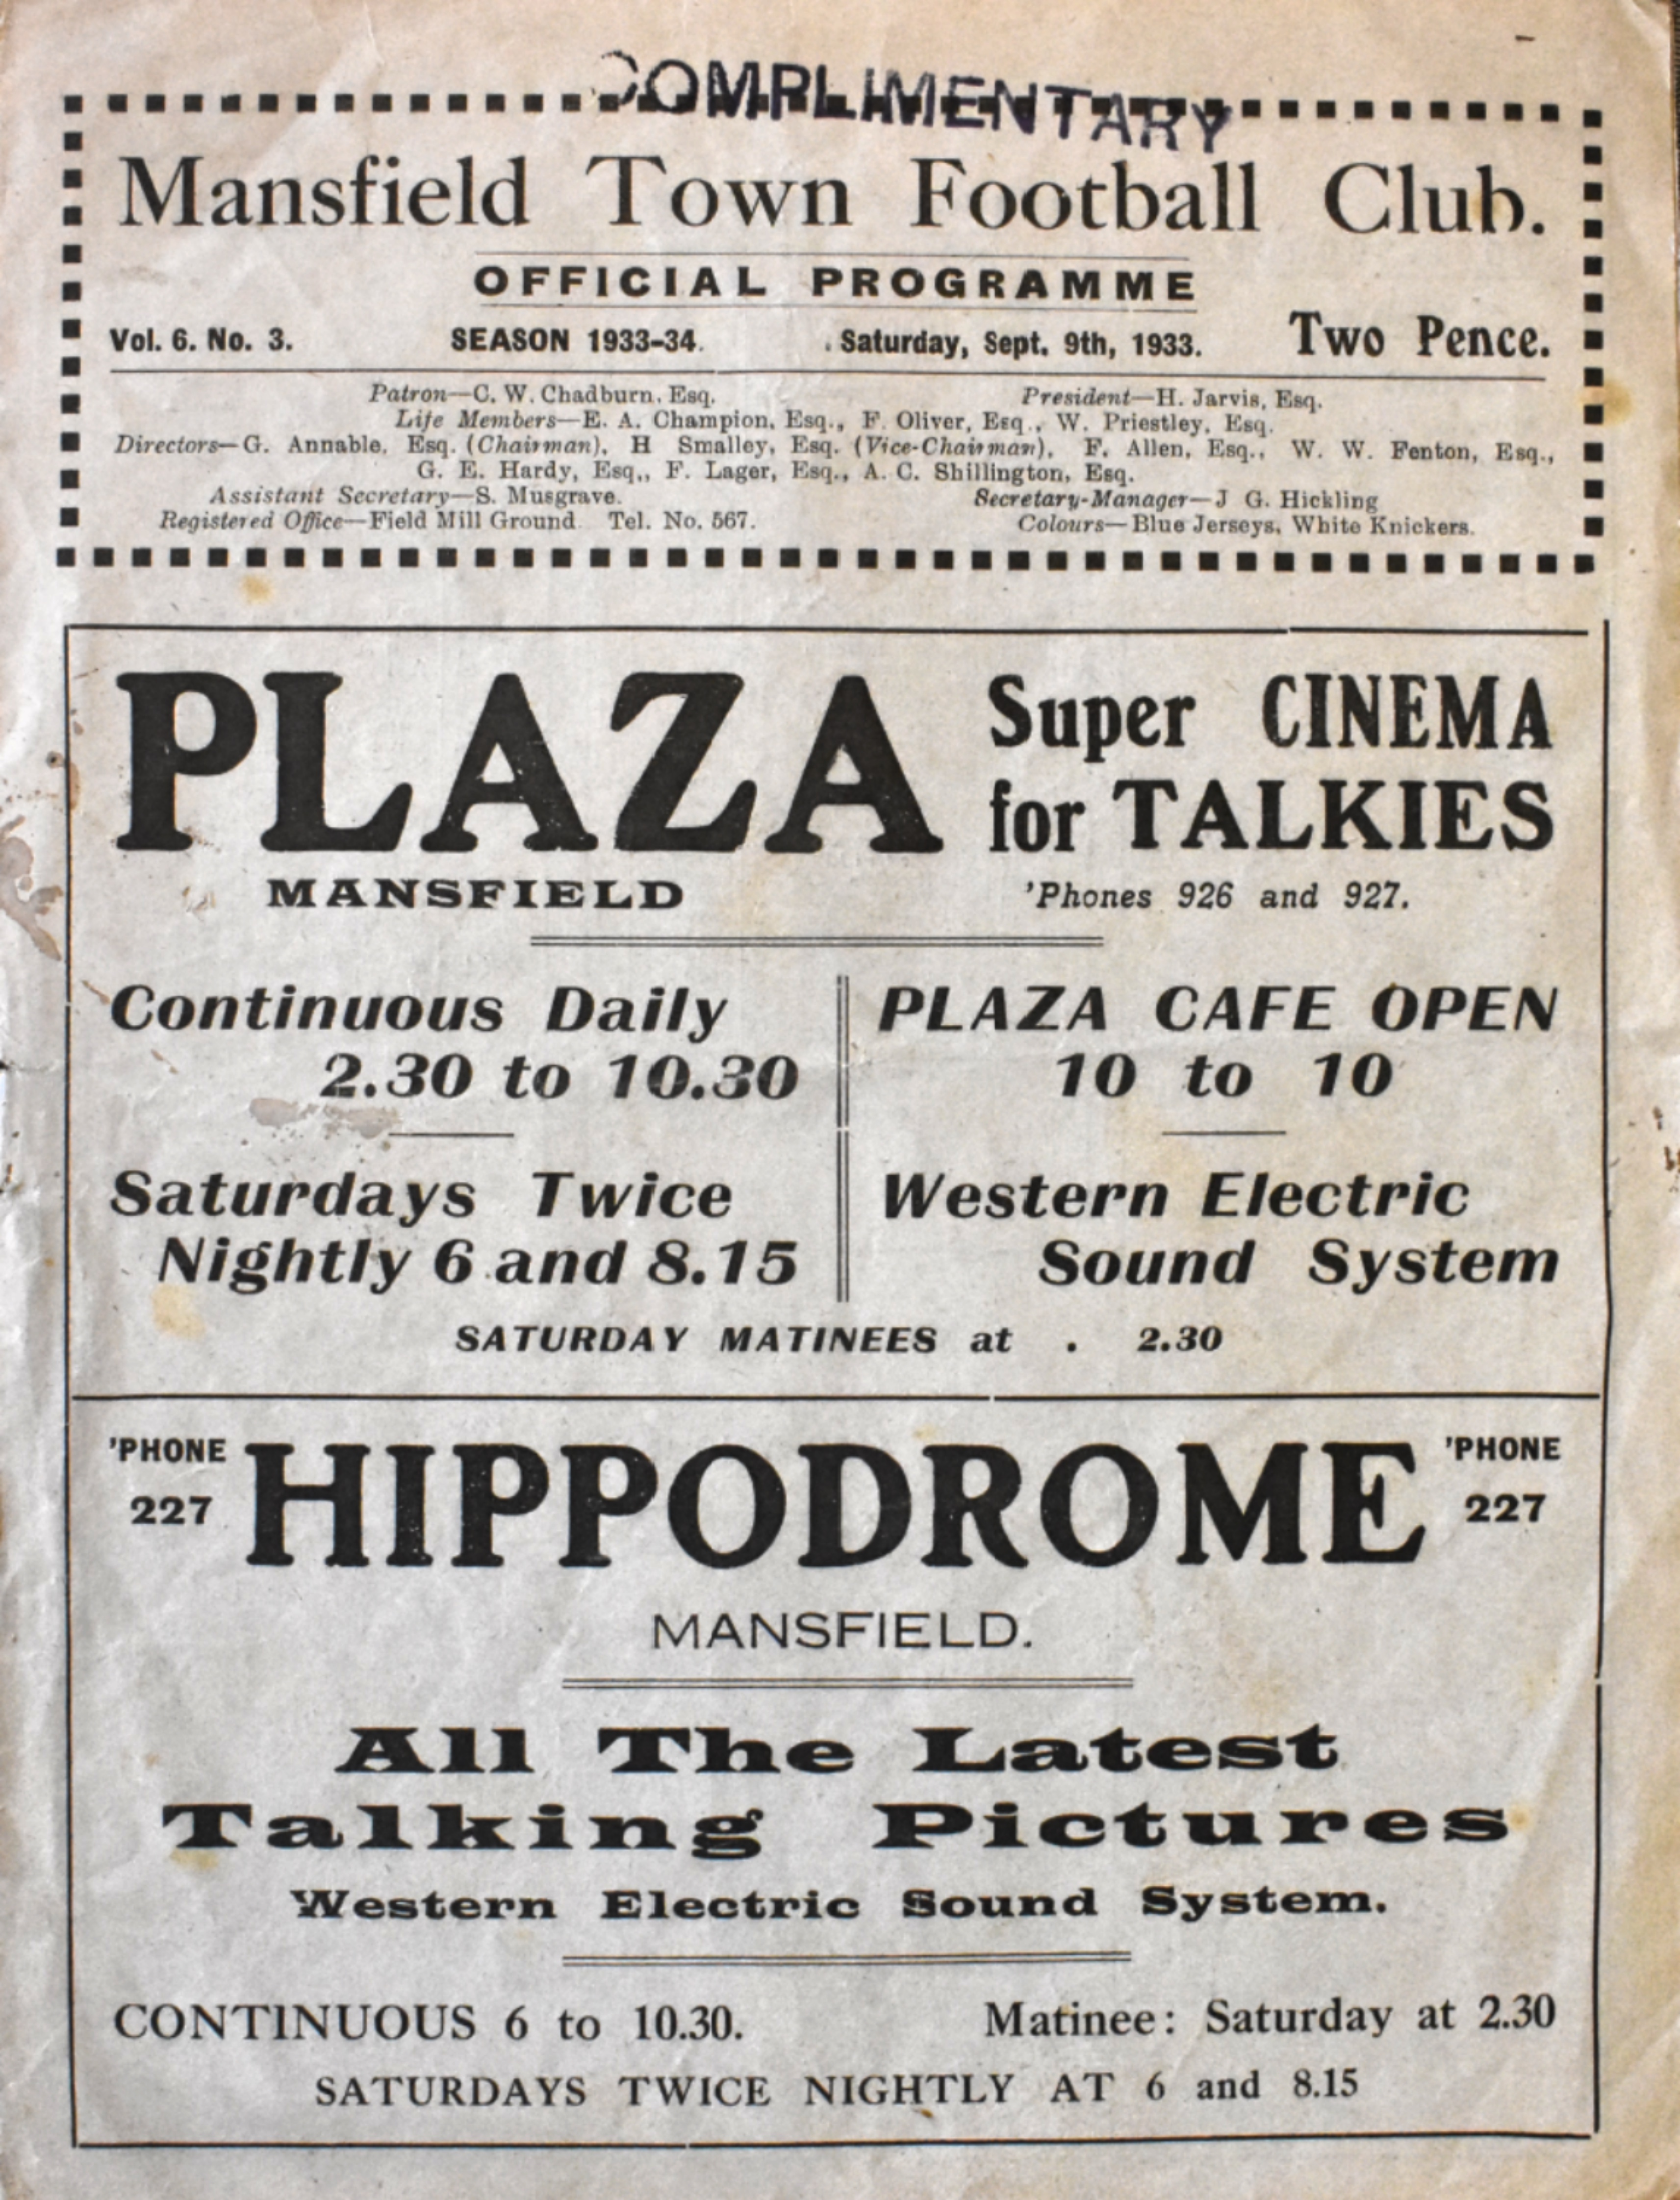 COMPLIMENTARY
Mansfield Town Football Club.
OFFICIAL PROGRAMME
Vol. 6. No. 3. SEASON 1933-34. Saturday, Sept. 9th, 1933. Two Pence.
Patron—C. W. Chadburn, Esq. President—H. Jarvis, Esq.
Life Members—E. A. Champion, Esq., F. Oliver, Esq., W. Priestley, Esq.
Directors—G. Annable, Esq. (Chairman), H Smalley, Esq. (Vice-Chairman), F. Allen, Esq., W. W. Fenton, Esq.,
G. E. Hardy, Esq., F. Lager, Esq., A. C. Shillington, Esq.
Assistant Secretary—S. Musgrave. Secretary-Manager—J G. Hickling
Registered Office—Field Mill Ground. Tel. No. 567. Colours—Blue Jerseys, White Knickers.
PLAZA Super CINEMA
for TALKIES
MANSFIELD 'Phones 926 and 927.
Continuous Daily
2.30 to 10.30
PLAZA CAFE OPEN
10 to 10
Saturdays Twice
Nightly 6 and 8.15
Western Electric
Sound System
SATURDAY MATINEES at . 2.30
'PHONE 227 HIPPODROME 'PHONE 227
MANSFIELD.
All The Latest
Talking Pictures
Western Electric Sound System.
CONTINUOUS 6 to 10.30. Matinee: Saturday at 2.30
SATURDAYS TWICE NIGHTLY AT 6 and 8.15